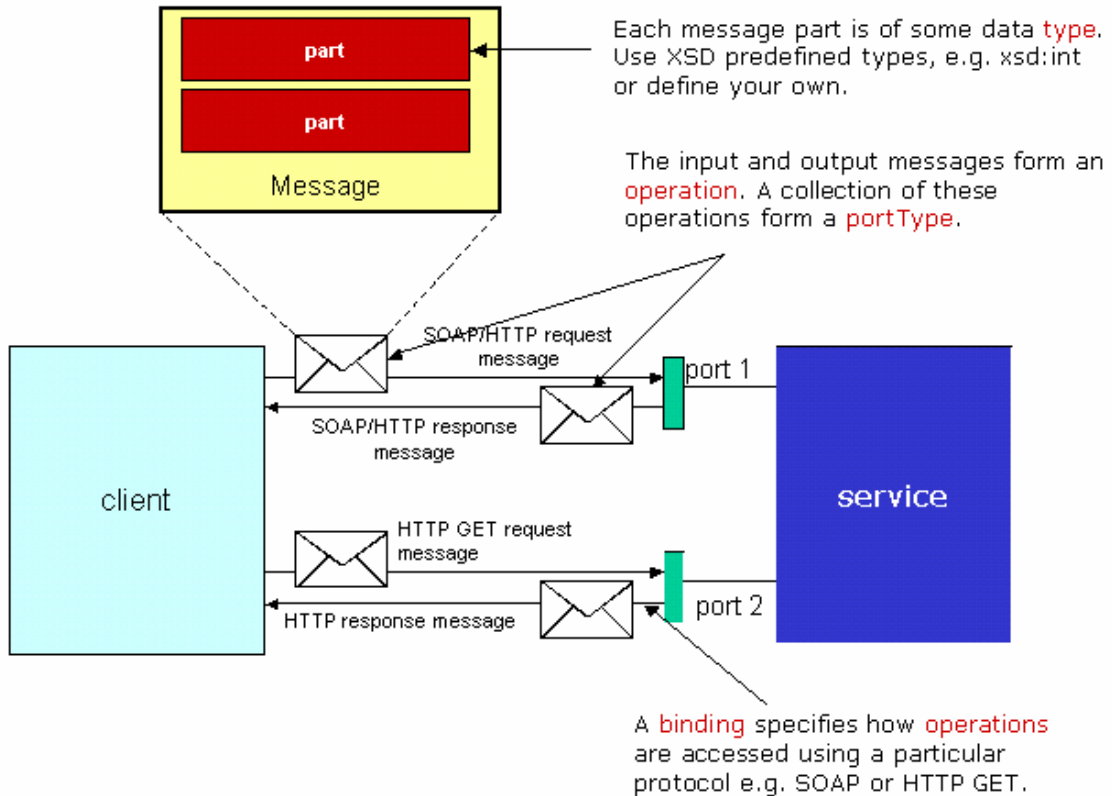 part
part
Message
Each message part is of some data type.
Use XSD predefined types, e.g. xsd:int
or define your own.
The input and output messages form an
operation. A collection of these
operations form a portType.
SOAP/HTTP request
message
port 1
SOAP/HTTP response
message
client
service
HTTP GET request
message
port 2
HTTP response message
A binding specifies how operations
are accessed using a particular
protocol e.g. SOAP or HTTP GET.